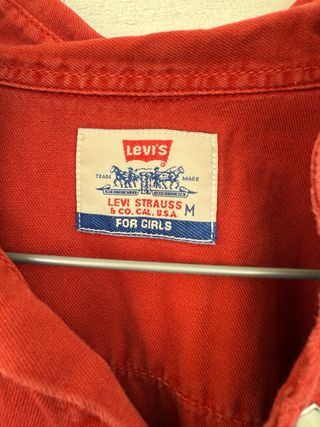 LEVI'S
®
TRADE MARK
LEVI STRAUSS
& CO. CAL. U.S.A. M
FOR GIRLS